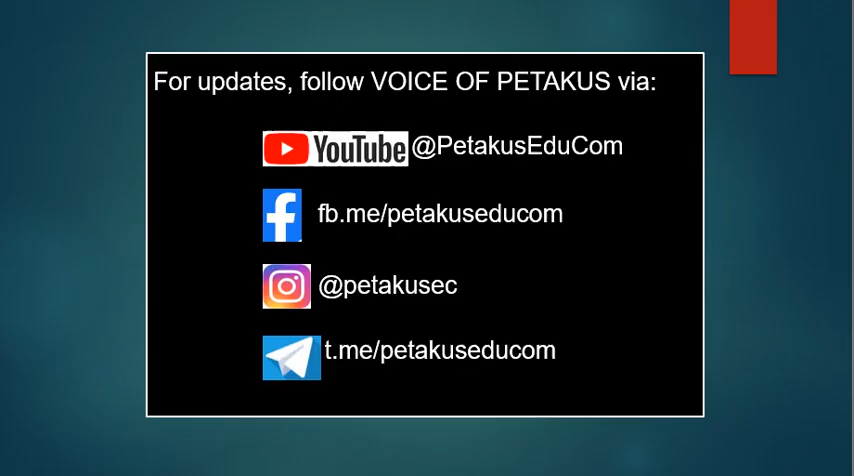 For updates, follow VOICE OF PETAKUS via:
YouTube @PetakusEduCom
fb.me/petakuseducom
@petakusec
t.me/petakuseducom